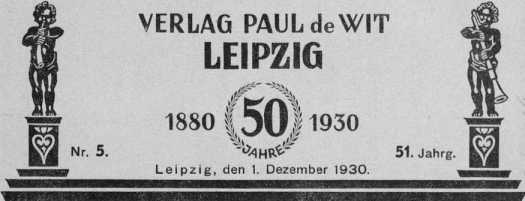 VERLAG PAUL de WIT
LEIPZIG
1880 50 1930
JAHRE
Nr. 5. 51. Jahrg.
Leipzig, den 1. Dezember 1930.